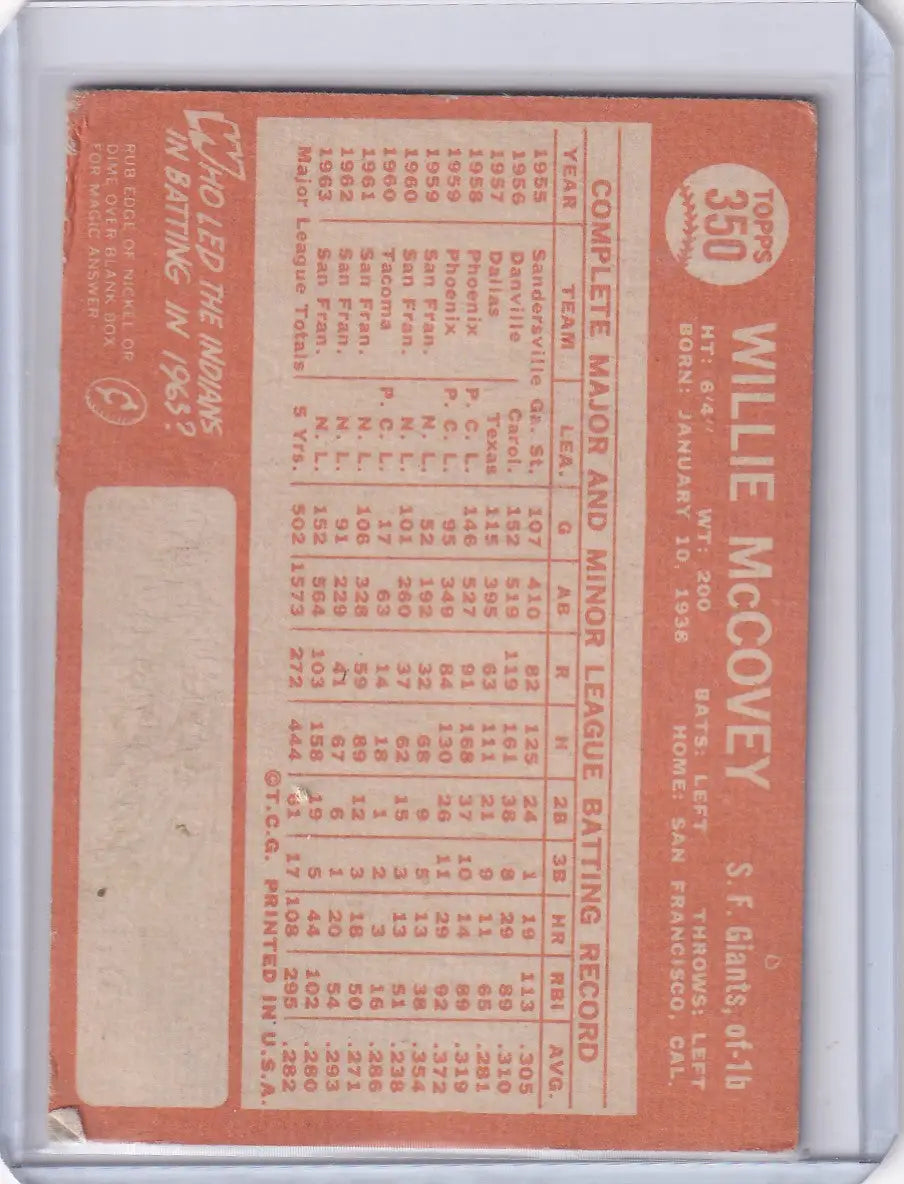 TOPPS
350
WILLIE McCOVEY S. F. Giants, of-1b
HT: 6'4" WT: 200 BATS: LEFT THROWS: LEFT
BORN: JANUARY 10, 1938 HOME: SAN FRANCISCO, CAL.
COMPLETE MAJOR AND MINOR LEAGUE BATTING RECORD
YEAR TEAM LEA. G AB R H 2B 3B HR RBI AVG.
1955 Sandersville Ga. St. 107 410 82 125 24 1 19 113 .305
1956 Danville Carol. 152 519 119 161 38 8 29 89 .310
1957 Dallas Texas 115 395 63 111 21 9 11 65 .281
1958 Phoenix P. C. L. 146 527 91 168 37 10 14 89 .319
1959 Phoenix P. C. L. 95 349 84 130 26 11 29 92 .372
1959 San Fran. N. L. 52 192 32 68 9 5 13 38 .354
1960 San Fran. N. L. 101 260 37 62 15 3 13 51 .238
1960 Tacoma P. C. L. 17 63 14 18 1 2 3 16 .286
1961 San Fran. N. L. 106 328 59 89 12 3 18 50 .271
1962 San Fran. N. L. 91 229 41 67 6 1 20 54 .293
1963 San Fran. N. L. 152 564 103 158 19 5 44 102 .280
Major League Totals 5 Yrs. 502 1573 272 444 61 17 108 295 .282
©T.C.G. PRINTED IN U.S.A.
WHO LED THE INDIANS
IN BATTING IN 1963?
RUB EDGE OF NICKEL OR
DIME OVER BLANK BOX
FOR MAGIC ANSWER